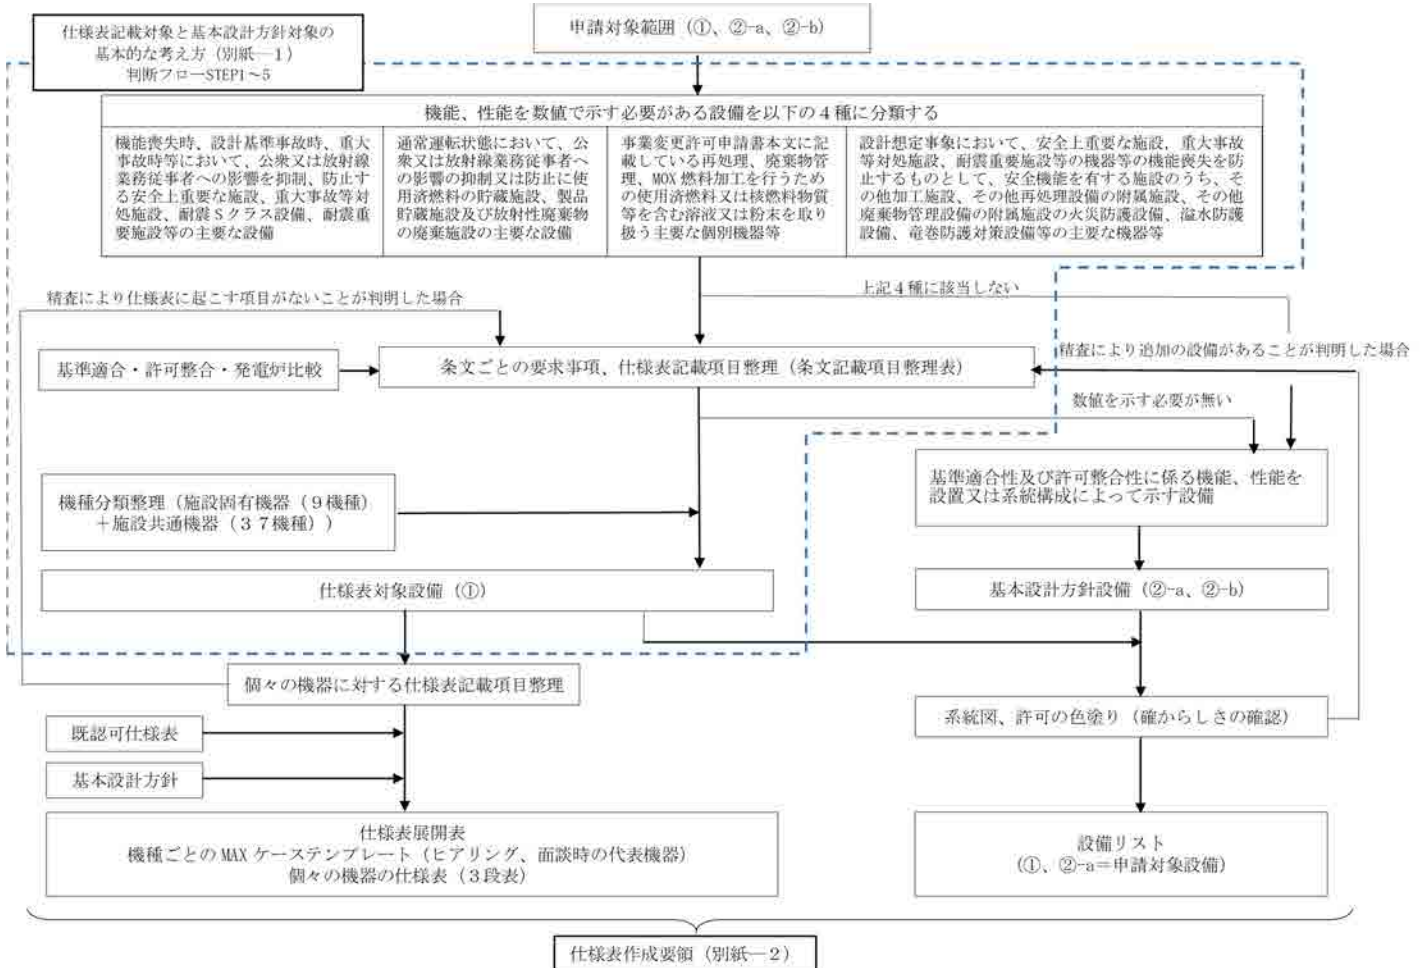 仕様表記載対象と基本設計方針対象の
基本的な考え方（別紙―１）
判断フローSTEP1～5
申請対象範囲（①、②-a、②-b）
機能、性能を数値で示す必要がある設備を以下の４種に分類する
機能喪失時、設計基準事故時、重大
事故時等において、公衆又は放射線
業務従事者への影響を抑制、防止す
る安全上重要な施設、重大事故等対
処施設、耐震Ｓクラス設備、耐震重
要施設等の主要な設備
通常運転状態において、公
衆又は放射線業務従事者へ
の影響の抑制又は防止に使
用済燃料の貯蔵施設、製品
貯蔵施設及び放射性廃棄物
の廃棄施設の主要な設備
事業変更許可申請書本文に記
載している再処理、廃棄物管
理、MOX 燃料加工を行うため
の使用済燃料又は核燃料物質
等を含む溶液又は粉末を取り
扱う主要な個別機器等
設計想定事象において、安全上重要な施設、重大事故
等対処施設、耐震重要施設等の機器等の機能喪失を防
止するものとして、安全機能を有する施設のうち、そ
の他加工施設、その他再処理設備の附属施設、その他
廃棄物管理設備の附属施設の火災防護設備、溢水防護
設備、竜巻防護対策設備等の主要な機器等
精査により仕様表に起こす項目がないことが判明した場合
上記４種に該当しない
基準適合・許可整合・発電炉比較
条文ごとの要求事項、仕様表記載項目整理（条文記載項目整理表）
精査により追加の設備があることが判明した場合
数値を示す必要が無い
機種分類整理（施設固有機器（９機種）
＋施設共通機器（３７機種））
基準適合性及び許可整合性に係る機能、性能を
設置又は系統構成によって示す設備
仕様表対象設備（①）
基本設計方針設備（②-a、②-b）
個々の機器に対する仕様表記載項目整理
系統図、許可の色塗り（確からしさの確認）
既認可仕様表
基本設計方針
仕様表展開表
機種ごとの MAX ケーステンプレート（ヒアリング、面談時の代表機器）
個々の機器の仕様表（３段表）
設備リスト
（①、②-a＝申請対象設備）
仕様表作成要領（別紙―２）